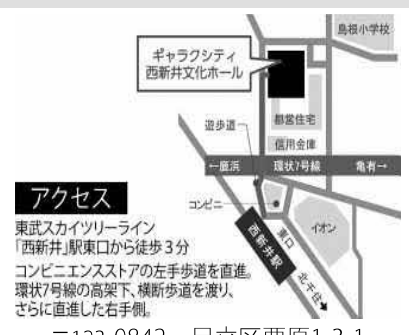 島根小学校
ギャラクシティ
西新井文化ホール
都営住宅
遊歩道
信用金庫
←鹿浜 環状7号線 亀有→
コンビニ
西新井駅
東口
イオン
北千住
アクセス
東武スカイツリーライン
「西新井」駅東口から徒歩3分
コンビニエンスストアの左手歩道を直進。
環状7号線の高架下、横断歩道を渡り、
さらに直進した右手側。